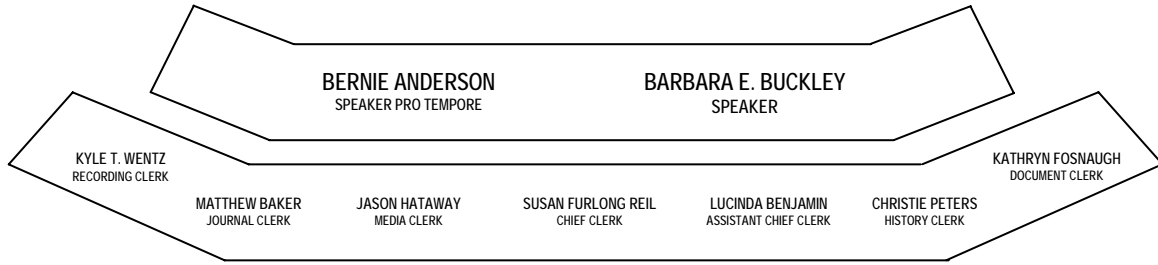 BERNIE ANDERSON
SPEAKER PRO TEMPORE
BARBARA E. BUCKLEY
SPEAKER
KYLE T. WENTZ
RECORDING CLERK
MATTHEW BAKER
JOURNAL CLERK
JASON HATAWAY
MEDIA CLERK
SUSAN FURLONG REIL
CHIEF CLERK
LUCINDA BENJAMIN
ASSISTANT CHIEF CLERK
CHRISTIE PETERS
HISTORY CLERK
KATHRYN FOSNAUGH
DOCUMENT CLERK